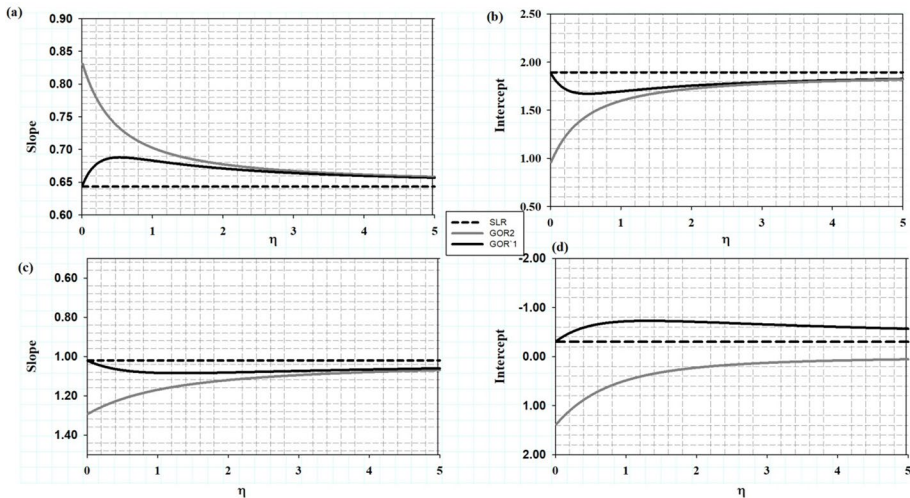 (a)
0.90
0.85
0.80
0.75
0.70
0.65
0.60
Slope
0 1 2 3 4 5
η
(b)
2.50
2.00
1.50
1.00
0.50
Intercept
0 1 2 3 4 5
η
SLR
GOR2
GOR`1
(c)
0.60
0.80
1.00
1.20
1.40
Slope
0 1 2 3 4 5
η
(d)
-2.00
-1.00
0.00
1.00
2.00
Intercept
0 1 2 3 4 5
η